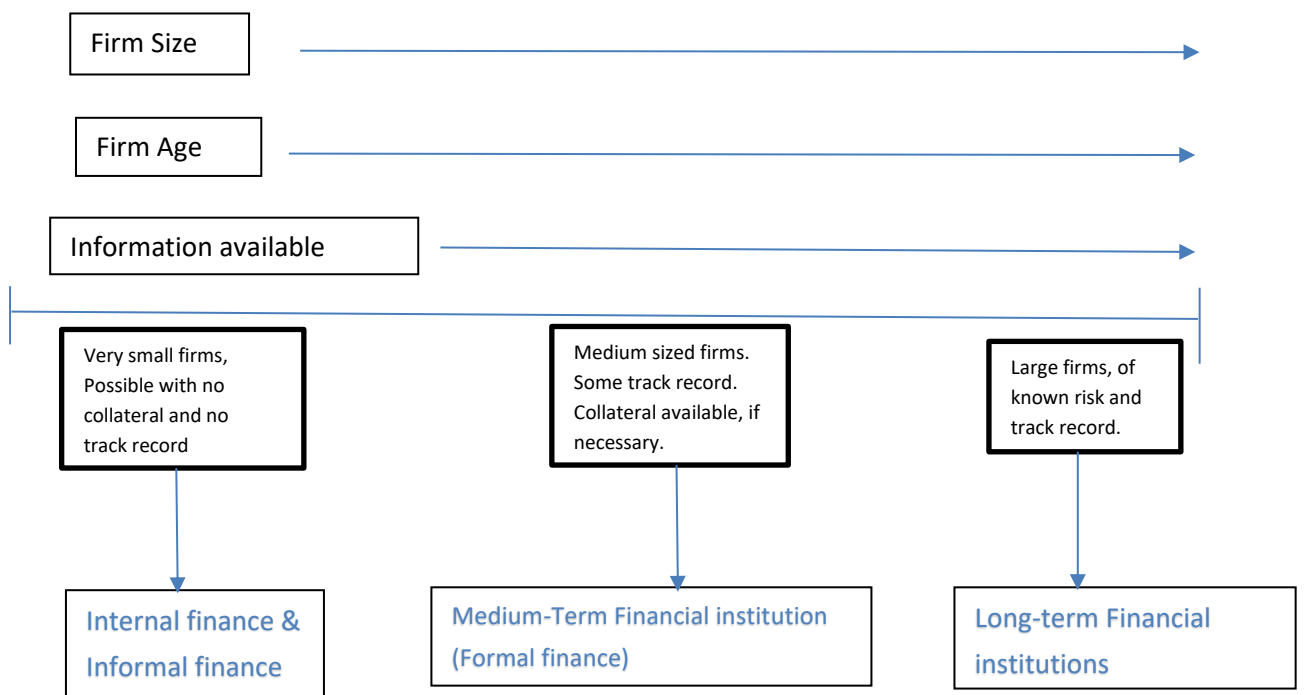 Firm Size
Firm Age
Information available
Very small firms,
Possible with no
collateral and no
track record
Medium sized firms.
Some track record.
Collateral available, if
necessary.
Large firms, of
known risk and
track record.
Internal finance &
Informal finance
Medium-Term Financial institution
(Formal finance)
Long-term Financial
institutions